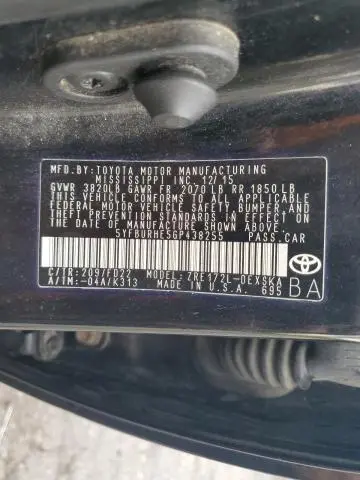 MFD. BY: TOYOTA MOTOR MANUFACTURING
MISSISSIPPI INC. 12/15
GVWR 3820LB GAWR FR 2070LB RR 1850LB
THIS VEHICLE CONFORMS TO ALL APPLICABLE
FEDERAL MOTOR VEHICLE SAFETY, BUMPER, AND
THEFT PREVENTION STANDARDS IN EFFECT ON
THE DATE OF MANUFACTURE SHOWN ABOVE.
5YFBURHE5GP438255 PASS. CAR
C/TR: 209/FD22 MODEL: ZRE172L-DEXSKA
A/TM: -04A/K313 MADE IN U.S.A. 695
BA